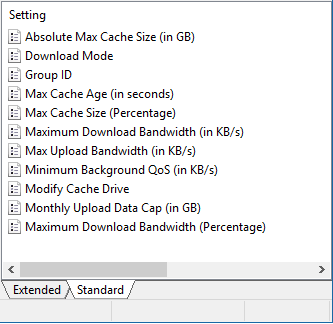 Setting
Absolute Max Cache Size (in GB)
Download Mode
Group ID
Max Cache Age (in seconds)
Max Cache Size (Percentage)
Maximum Download Bandwidth (in KB/s)
Max Upload Bandwidth (in KB/s)
Minimum Background QoS (in KB/s)
Modify Cache Drive
Monthly Upload Data Cap (in GB)
Maximum Download Bandwidth (Percentage)
Extended Standard